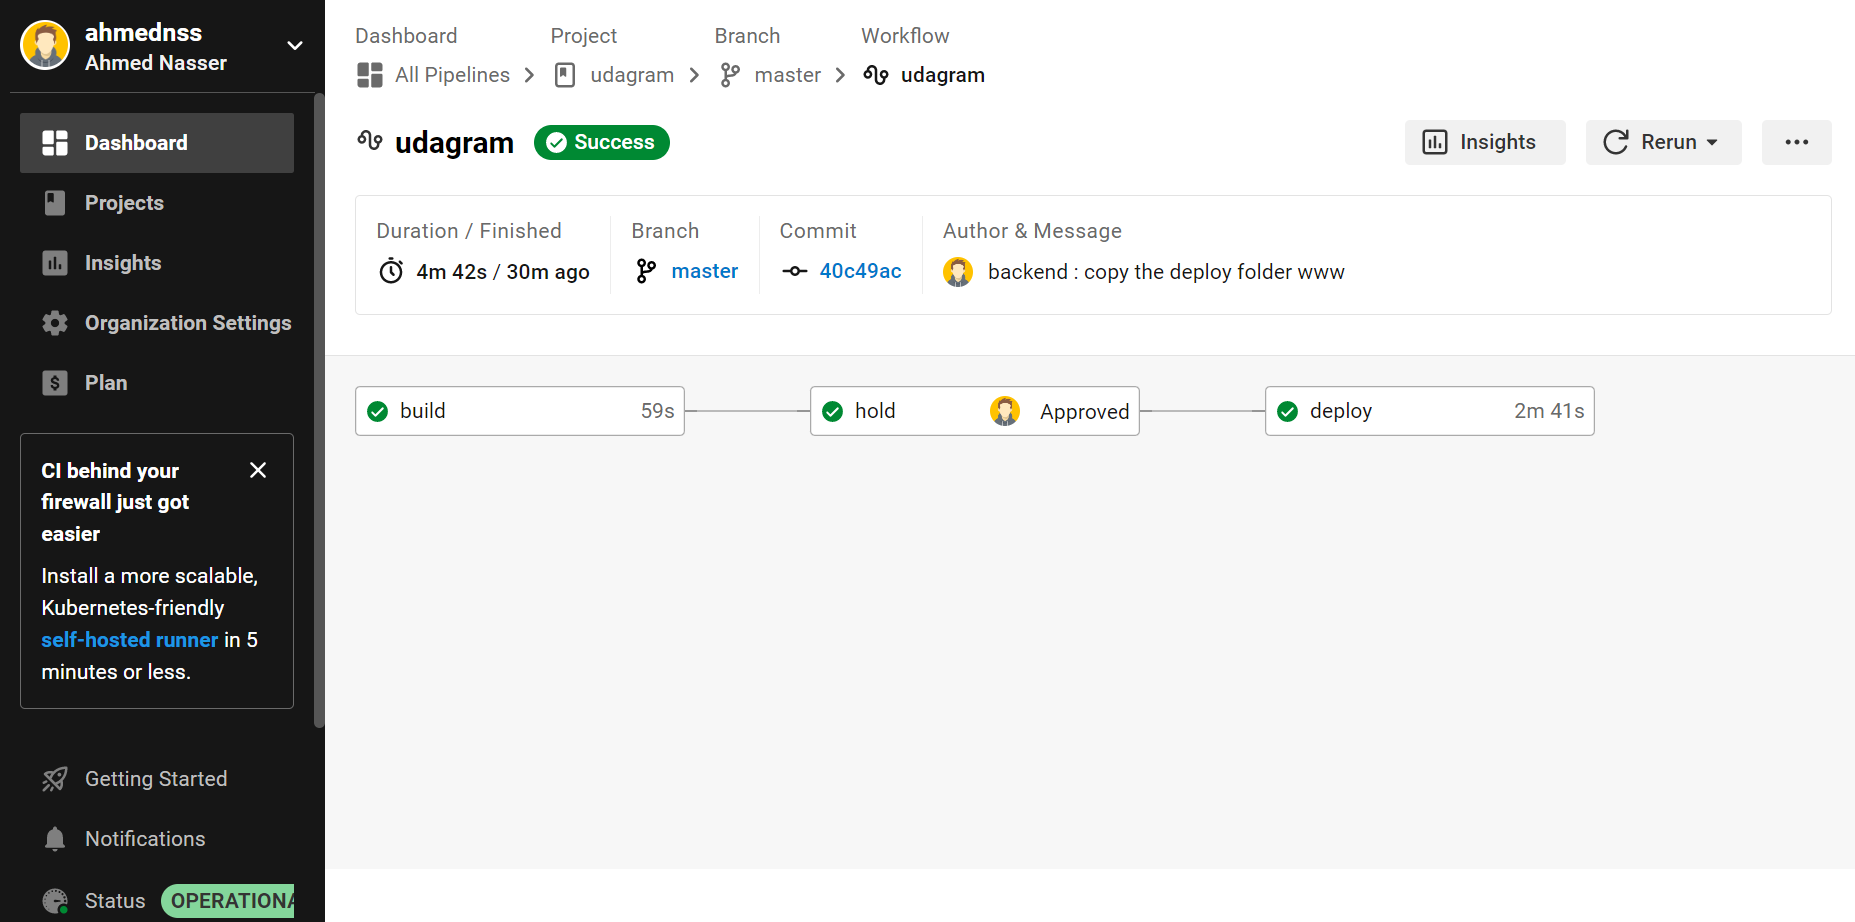 ahmednss
Ahmed Nasser
Dashboard
Projects
Insights
Organization Settings
Plan
CI behind your
firewall just got
easier
Install a more scalable,
Kubernetes-friendly
self-hosted runner in 5
minutes or less.
Getting Started
Notifications
Status OPERATIONA
Dashboard Project Branch Workflow
All Pipelines udagram master udagram
udagram Success
Insights Rerun
Duration / Finished Branch Commit Author & Message
4m 42s / 30m ago master 40c49ac backend : copy the deploy folder www
build 59s hold Approved deploy 2m 41s